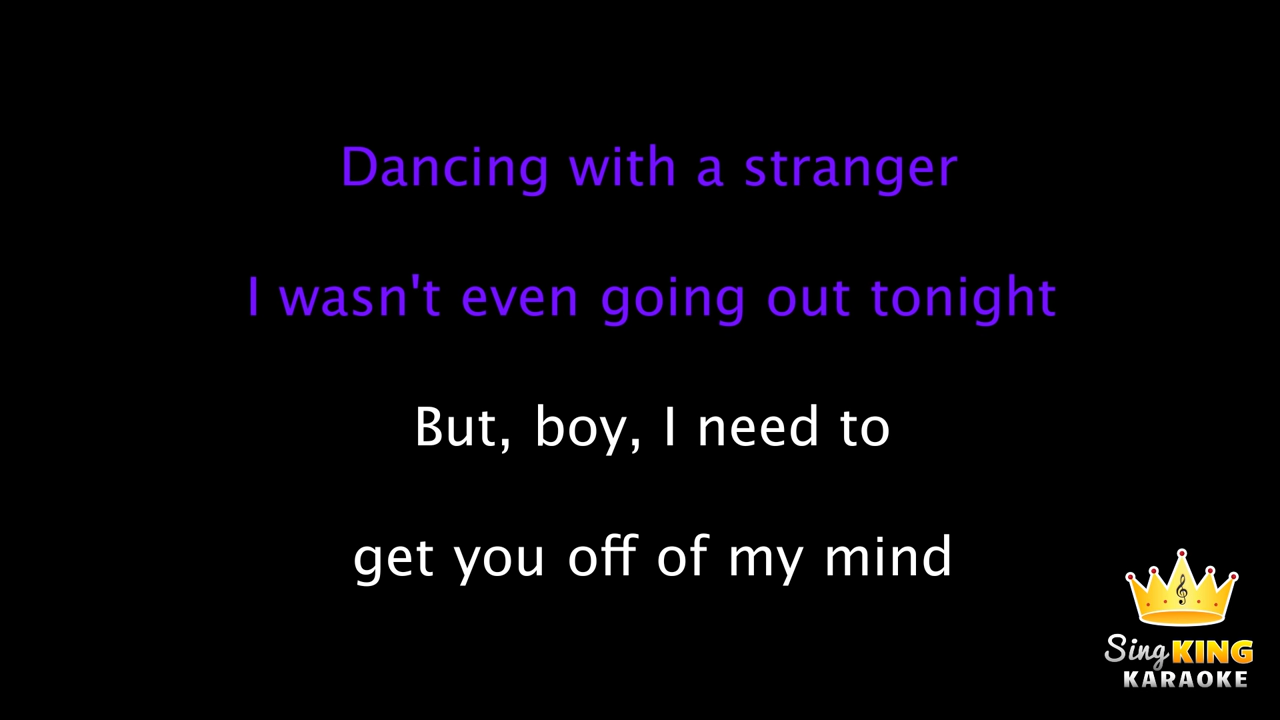 Dancing with a stranger
I wasn't even going out tonight
But, boy, I need to
get you off of my mind
Sing KING
KARAOKE